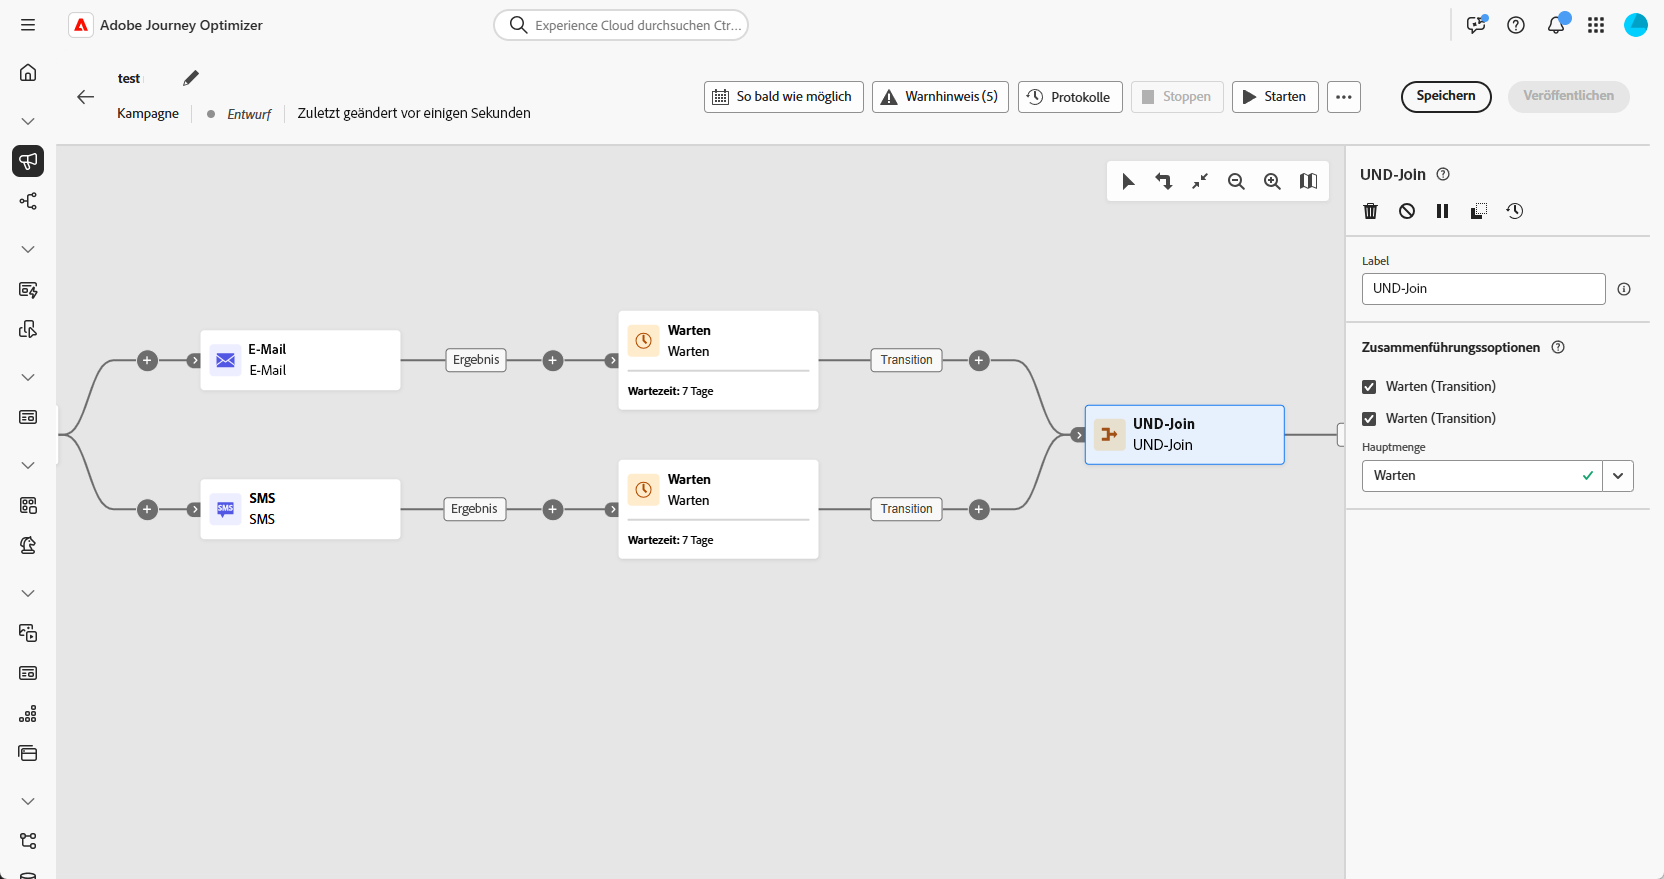 Adobe Journey Optimizer
Experience Cloud durchsuchen Ctr...
test
Kampagne
Entwurf
Zuletzt geändert vor einigen Sekunden
So bald wie möglich
Warnhinweis (5)
Protokolle
Stoppen
Starten
Speichern
Veröffentlichen
UND-Join
Label
UND-Join
Zusammenführungsoptionen
Warten (Transition)
Warten (Transition)
Hauptmenge
Warten
E-Mail
E-Mail
Ergebnis
Warten
Warten
Wartezeit: 7 Tage
Transition
UND-Join
UND-Join
SMS
SMS
SMS
Ergebnis
Warten
Warten
Wartezeit: 7 Tage
Transition